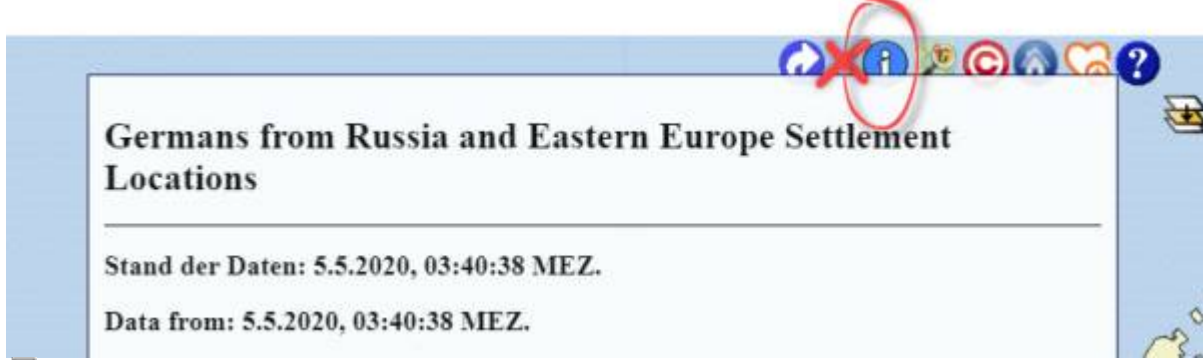 Germans from Russia and Eastern Europe Settlement
Locations
Stand der Daten: 5.5.2020, 03:40:38 MEZ.
Data from: 5.5.2020, 03:40:38 MEZ.